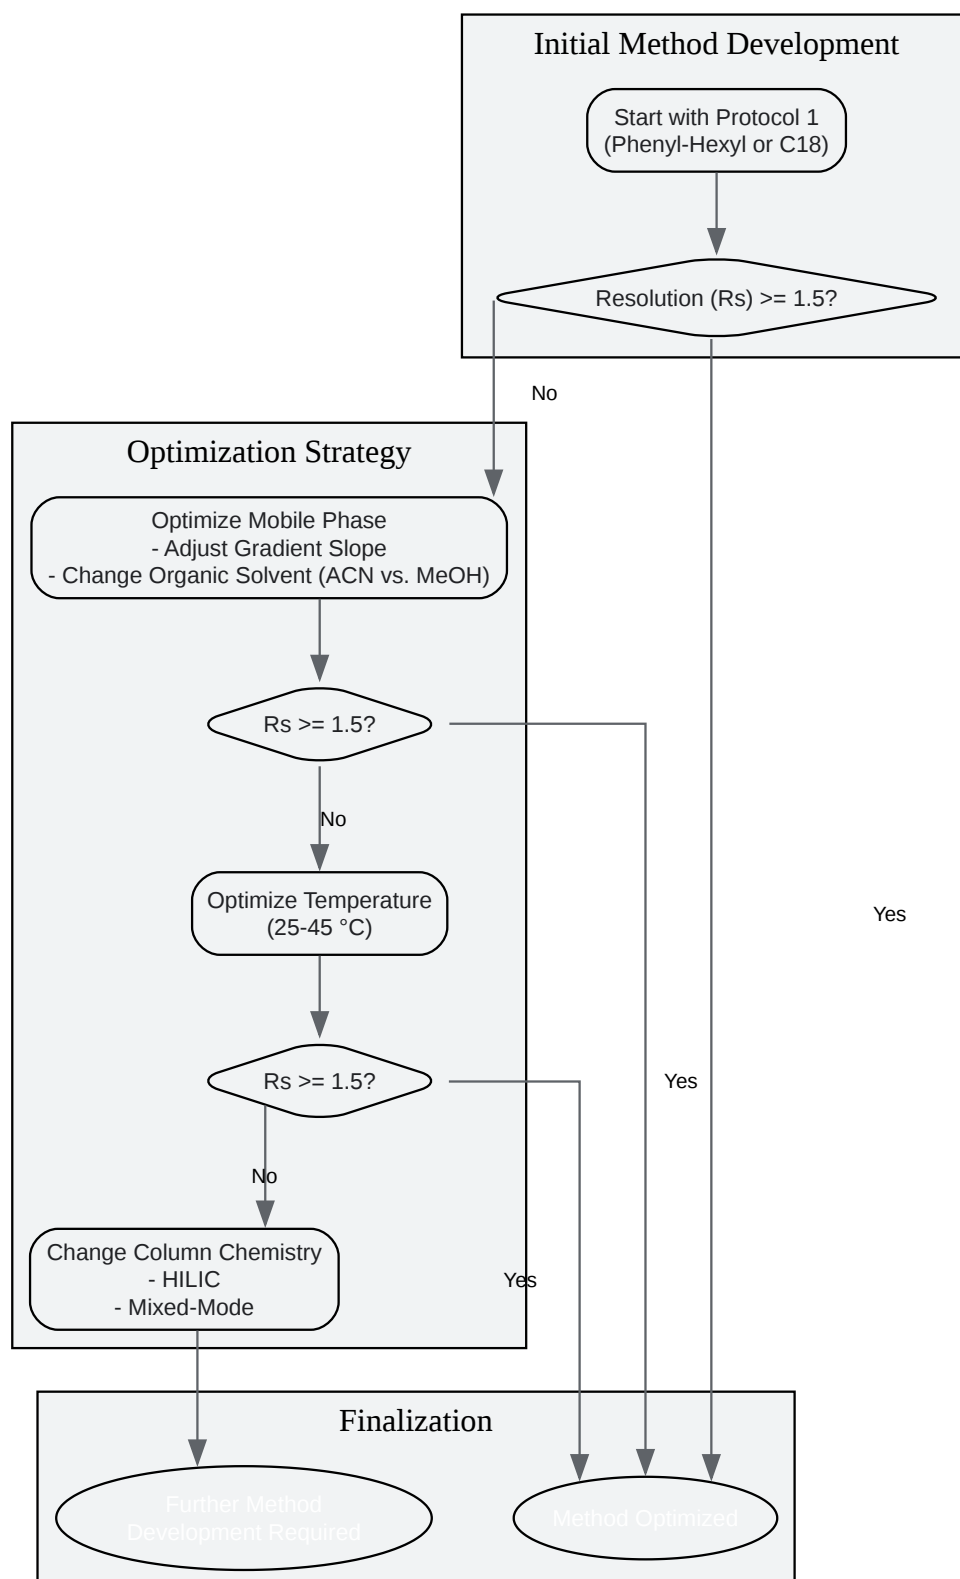 Initial Method Development
Start with Protocol 1
(Phenyl-Hexyl or C18)
Resolution (Rs) >= 1.5?
No
Optimization Strategy
Optimize Mobile Phase
- Adjust Gradient Slope
- Change Organic Solvent (ACN vs. MeOH)
Rs >= 1.5?
No
Optimize Temperature
(25-45 °C)
Yes
Rs >= 1.5?
Yes
No
Change Column Chemistry
- HILIC
- Mixed-Mode
Yes
Finalization
Further Method
Development Required
Method Optimized